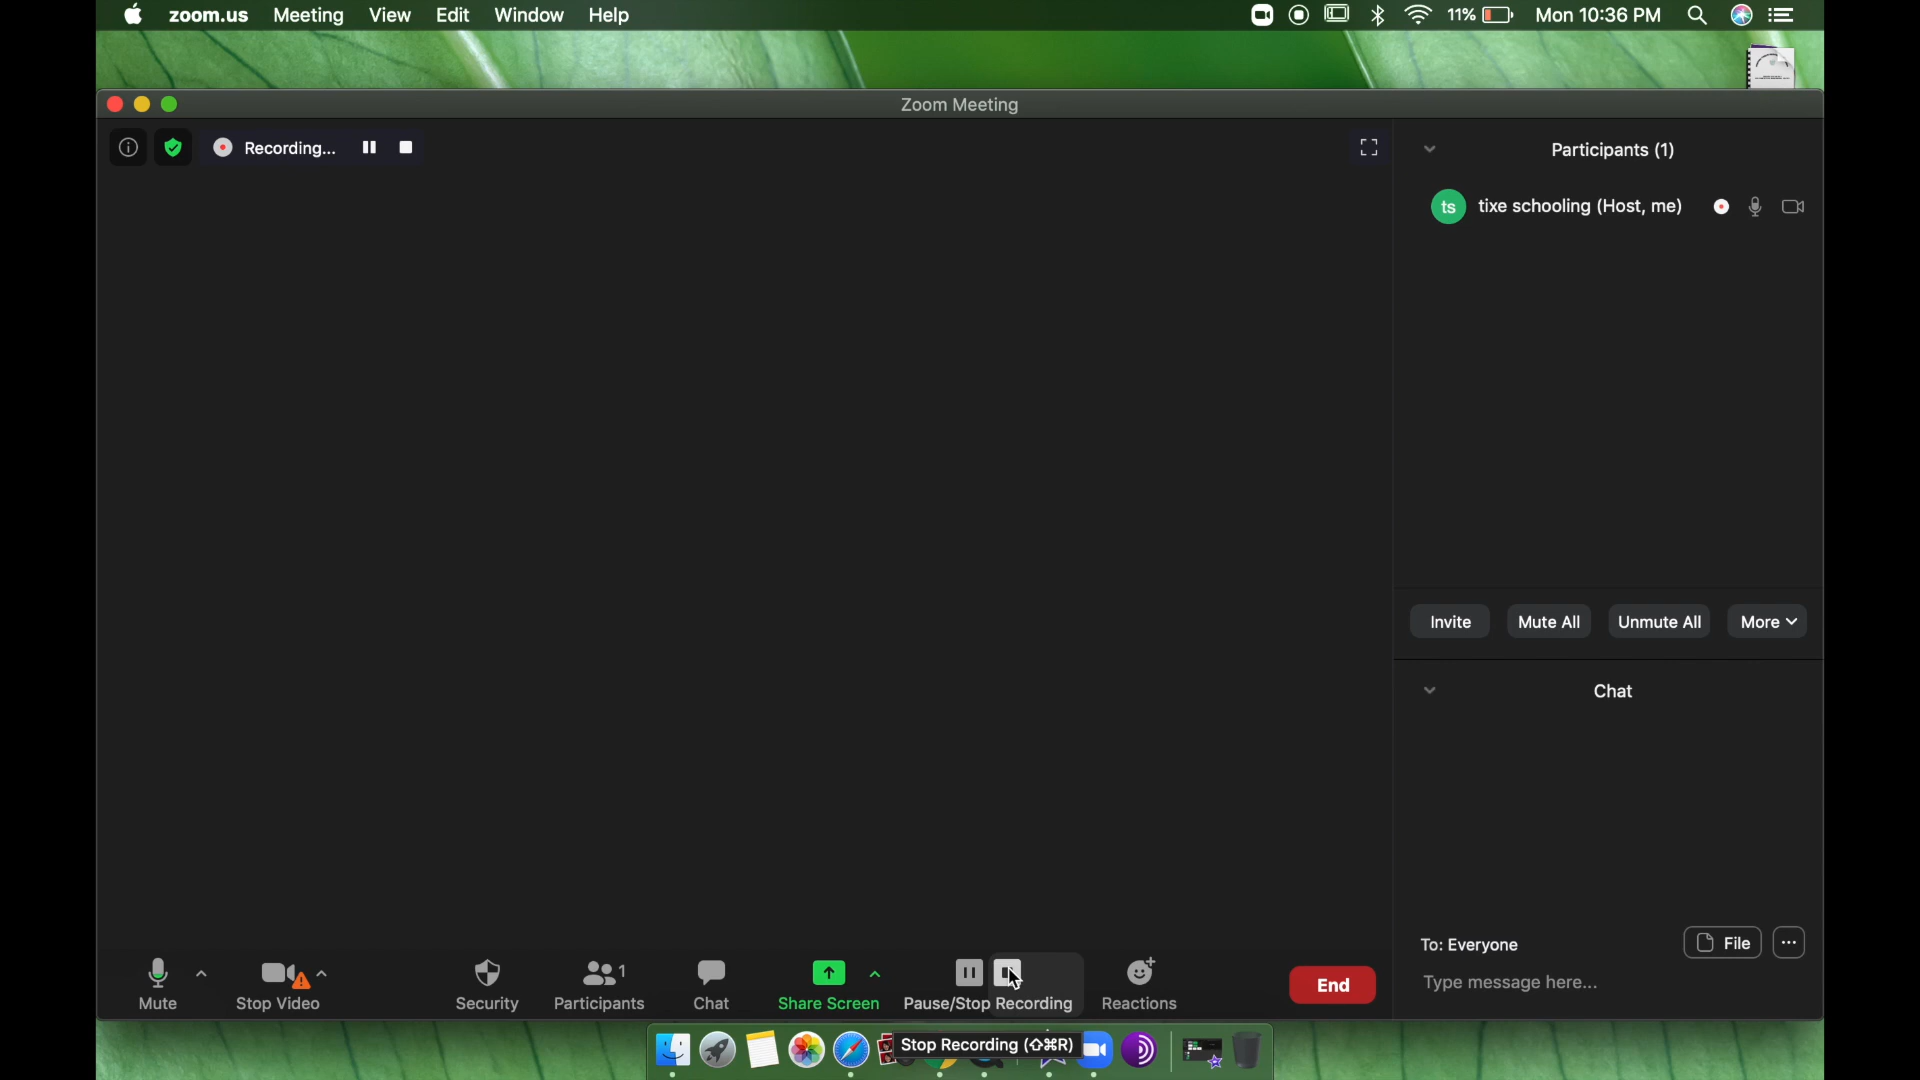 zoom.us Meeting View Edit Window Help 11% Mon 10:36 PM
Zoom Meeting
Recording...
Participants (1)
ts tixe schooling (Host, me)
Invite Mute All Unmute All More
Chat
To: Everyone File ...
Type message here...
Mute Stop Video Security Participants 1 Chat Share Screen Pause/Stop Recording Reactions End
Stop Recording (⇧⌘R)